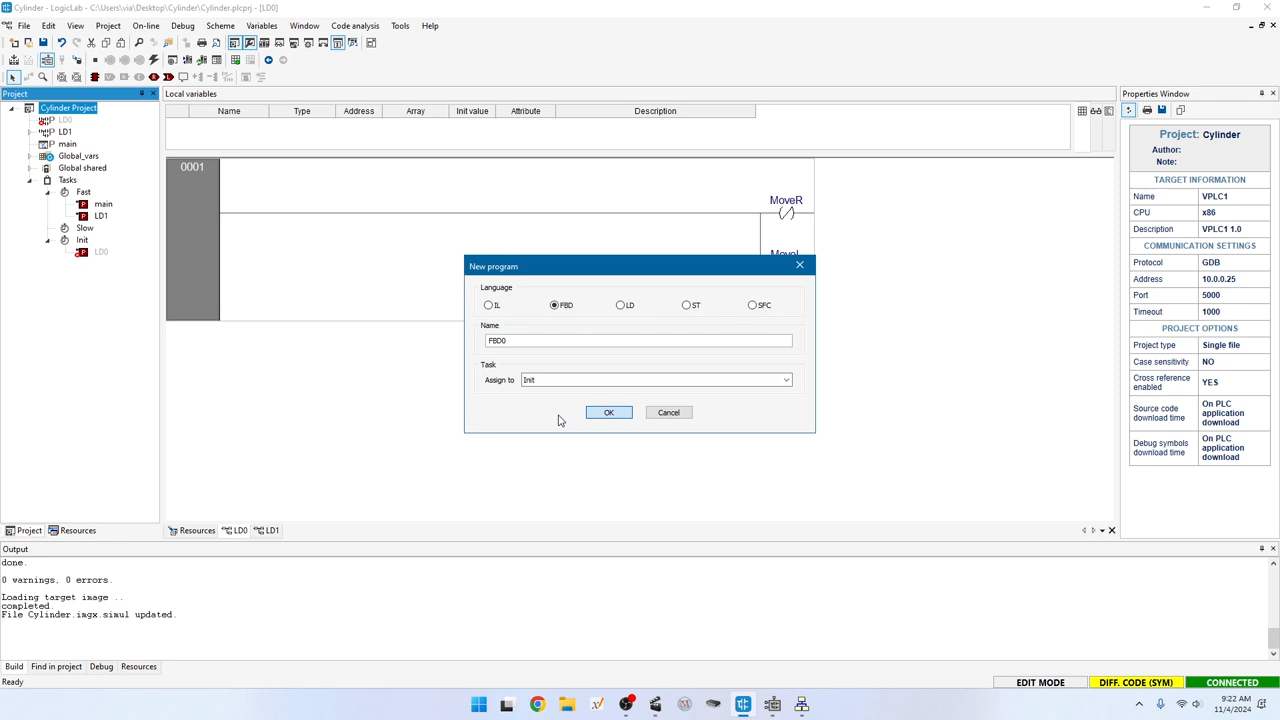 Cylinder - LogicLab - C:\Users\via\Desktop\Cylinder\Cylinder.plcprj - [LD0]
File Edit View Project On-line Debug Scheme Variables Window Code analysis Tools Help
Project
Cylinder Project
LD0
LD1
main
Global_vars
Global shared
Tasks
Fast
main
LD1
Slow
Init
LD0
Project Resources
Local variables
Name Type Address Array Init value Attribute Description
0001
MoveR
MoveL
New program
Language
IL FBD LD ST SFC
Name
FBD0
Task
Assign to Init
OK Cancel
Resources LD0 LD1
Properties Window
Project: Cylinder
Author:
Note:
TARGET INFORMATION
Name VPLC1
CPU x86
Description VPLC1 1.0
COMMUNICATION SETTINGS
Protocol GDB
Address 10.0.0.25
Port 5000
Timeout 1000
PROJECT OPTIONS
Project type Single file
Case sensitivity NO
Cross reference enabled YES
Source code download time On PLC application download
Debug symbols download time On PLC application download
Output
done.
0 warnings, 0 errors.
Loading target image ..
completed.
File Cylinder.imgx.simul updated.
Build Find in project Debug Resources
Ready
EDIT MODE DIFF. CODE (SYM) CONNECTED
9:22 AM
11/4/2024